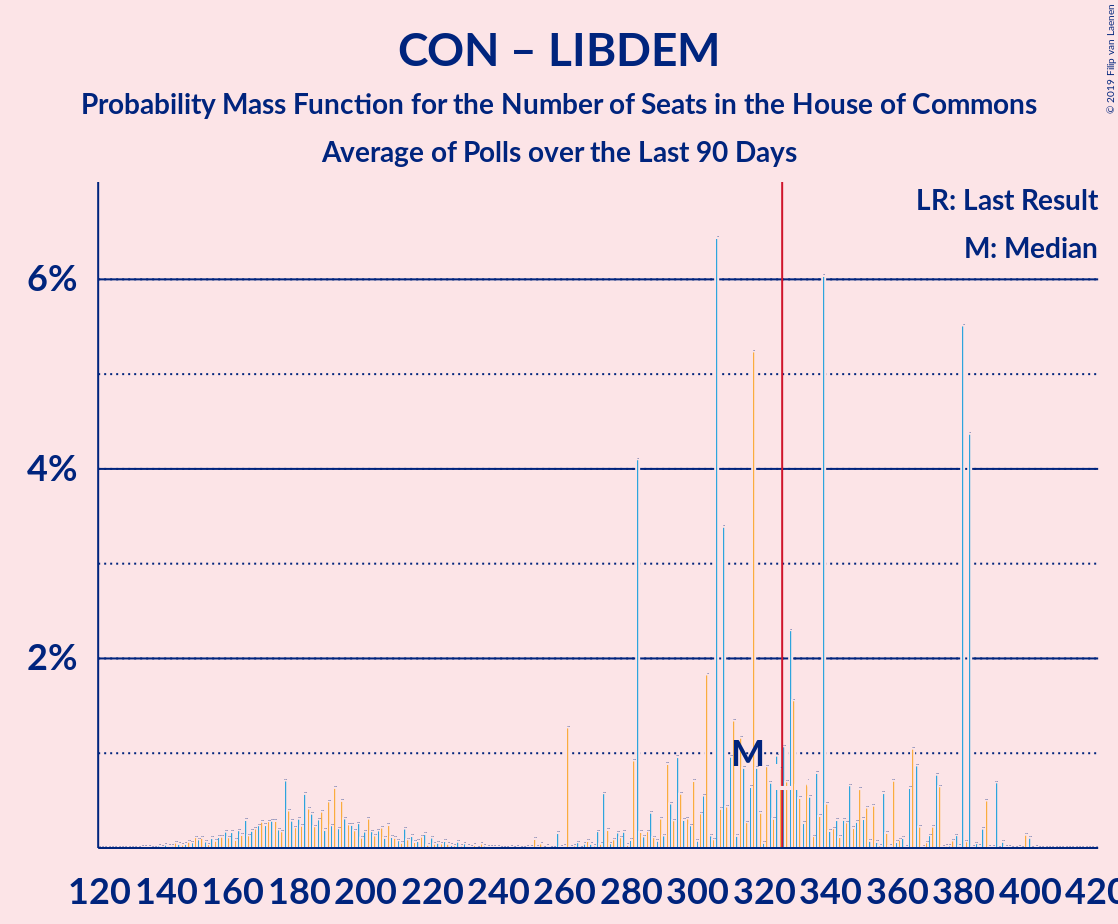 CON – LIBDEM
Probability Mass Function for the Number of Seats in the House of Commons
Average of Polls over the Last 90 Days
© 2019 Filip van Laenen
LR: Last Result
M: Median
6%
4%
2%
M
120 140 160 180 200 220 240 260 280 300 320 340 360 380 400 420